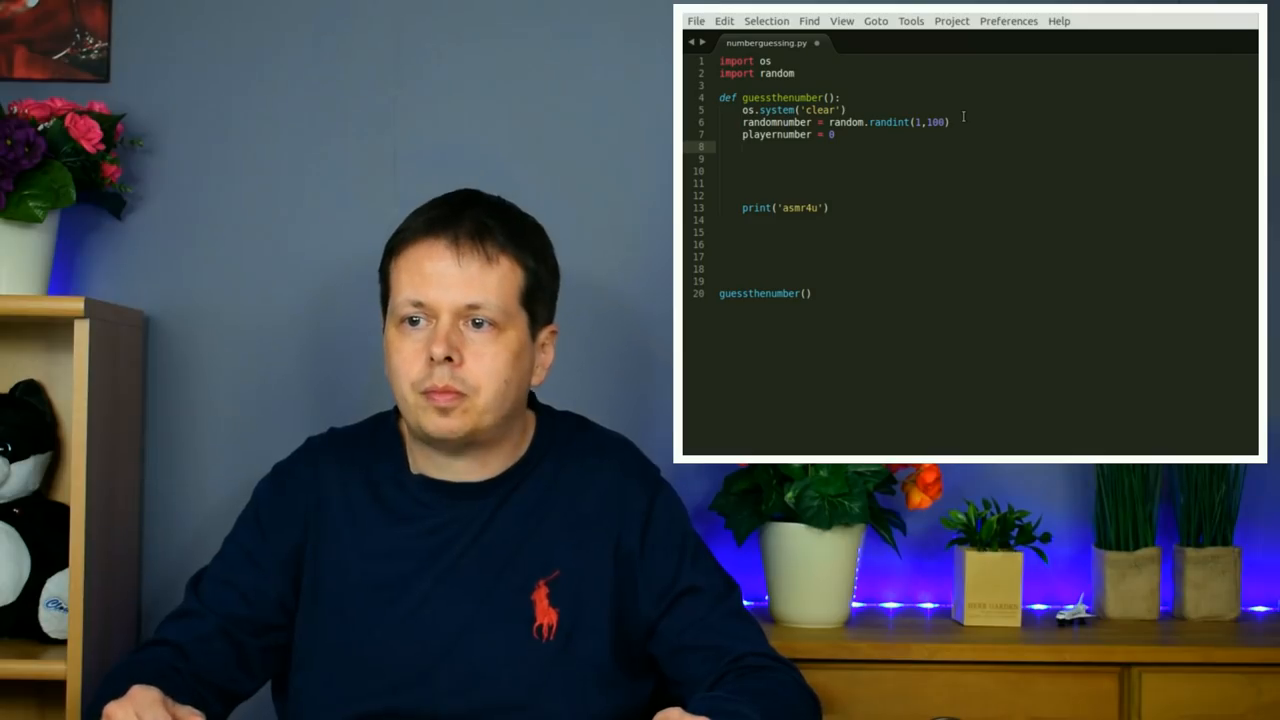 File Edit Selection Find View Goto Tools Project Preferences Help
numberguessing.py
1 import os
2 import random
3
4 def guessthenumber():
5 os.system('clear')
6 randomnumber = random.randint(1,100)
7 playernumber = 0
8
9
10
11
12
13 print('asmr4u')
14
15
16
17
18
19
20 guessthenumber()
HERB GARDEN